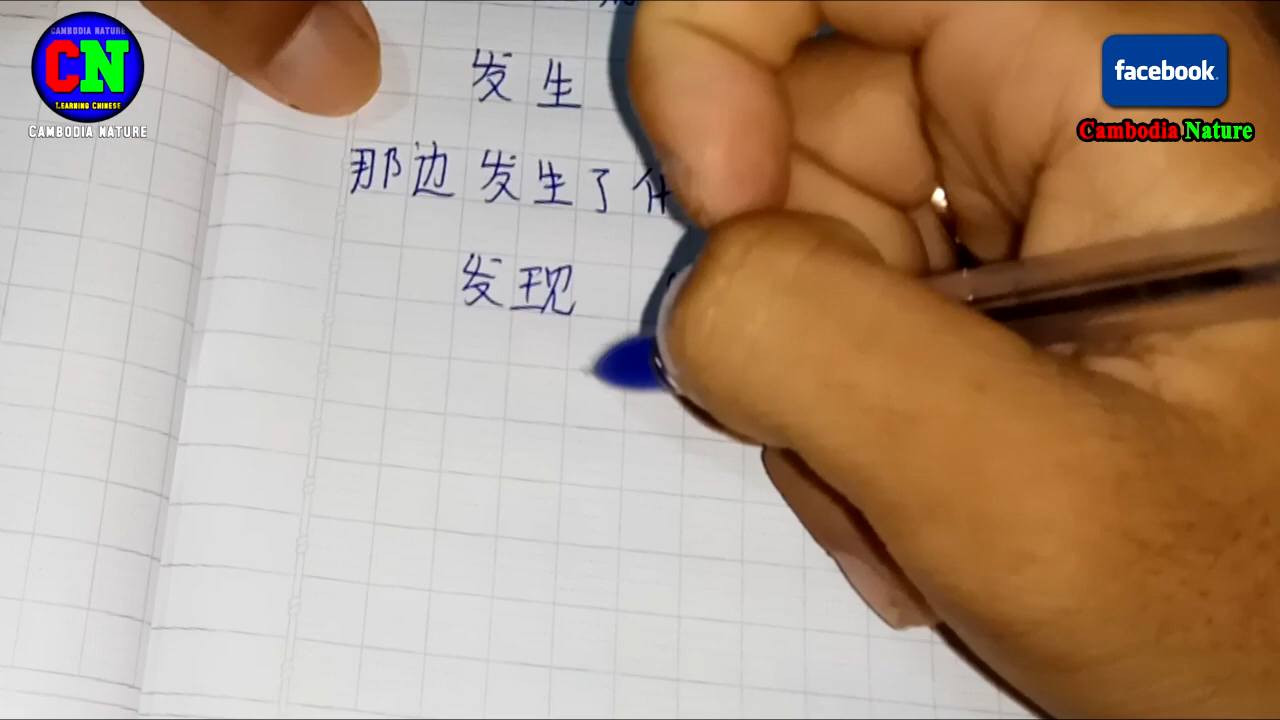 CAMBODIA NATURE
CN
LEARNING CHINESE
CAMBODIA NATURE
facebook
Cambodia Nature
发生
那边发生了什
发现